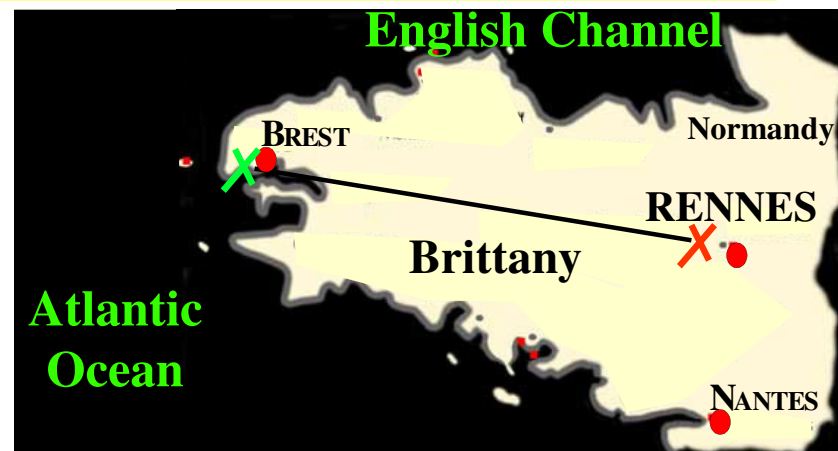 English Channel
BREST
Normandy
RENNES
Brittany
Atlantic
Ocean
NANTES